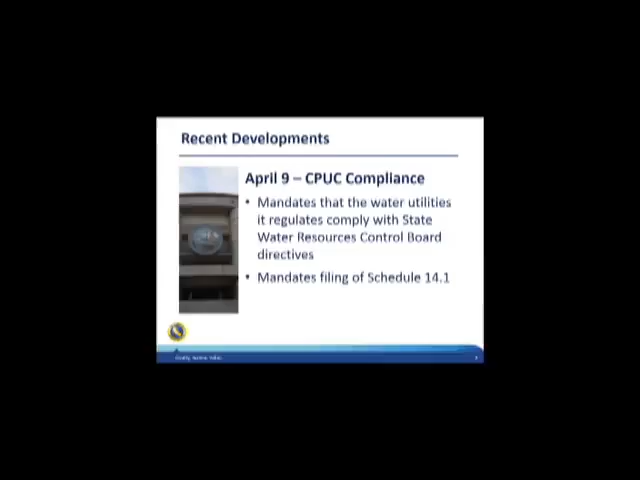 Recent Developments
April 9 – CPUC Compliance
• Mandates that the water utilities
it regulates comply with State
Water Resources Control Board
directives
• Mandates filing of Schedule 14.1